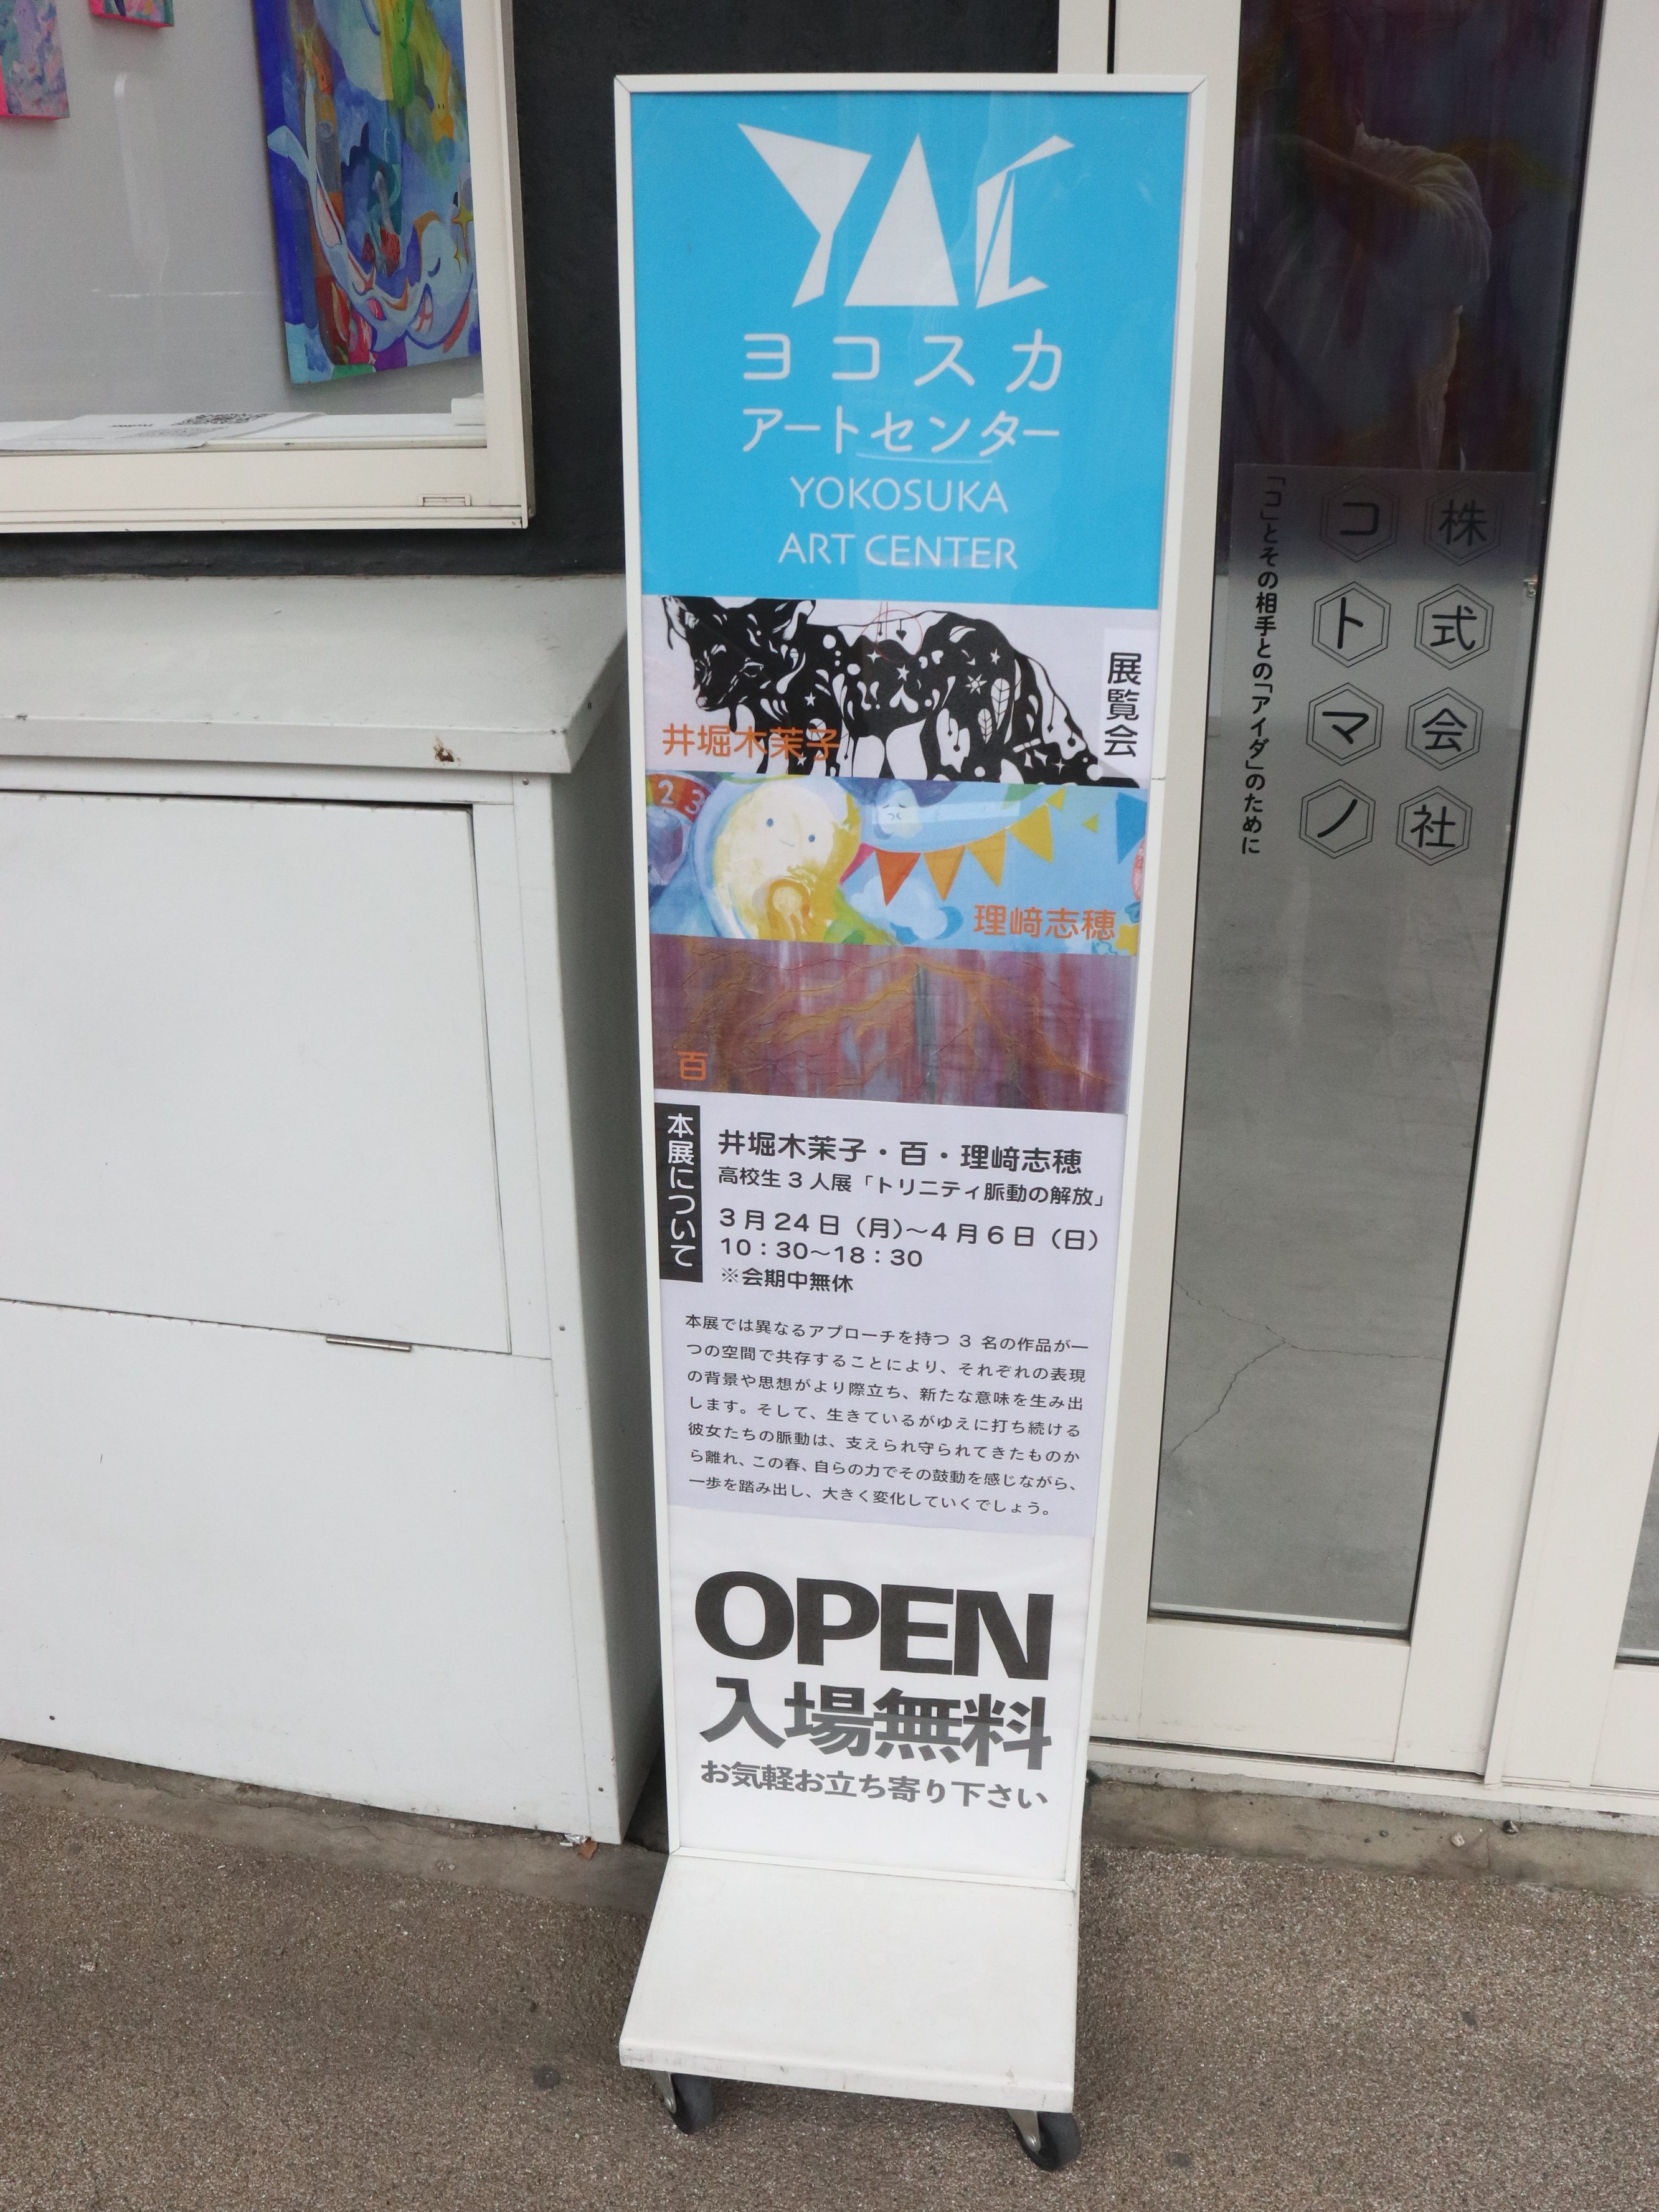 YAC
ヨコスカ
アートセンター
YOKOSUKA
ART CENTER
展覧会
井堀木茉子
2 3
理﨑志穂
百
本展について
井堀木茉子・百・理﨑志穂
高校生３人展「トリニティ脈動の解放」
3月24日（月）～4月6日（日）
10：30～18：30
※会期中無休
本展では異なるアプローチを持つ 3 名の作品が一
つの空間で共存することにより、それぞれの表現
の背景や思想がより際立ち、新たな意味を生み出
します。そして、生きているがゆえに打ち続ける
彼女たちの脈動は、支えられ守られてきたものか
ら離れ、この春、自らの力でその鼓動を感じながら、
一歩を踏み出し、大きく変化していくでしょう。
OPEN
入場無料
お気軽お立ち寄り下さい
株式会社
コトマノ
「コ」とその相手との「アイダ」のために